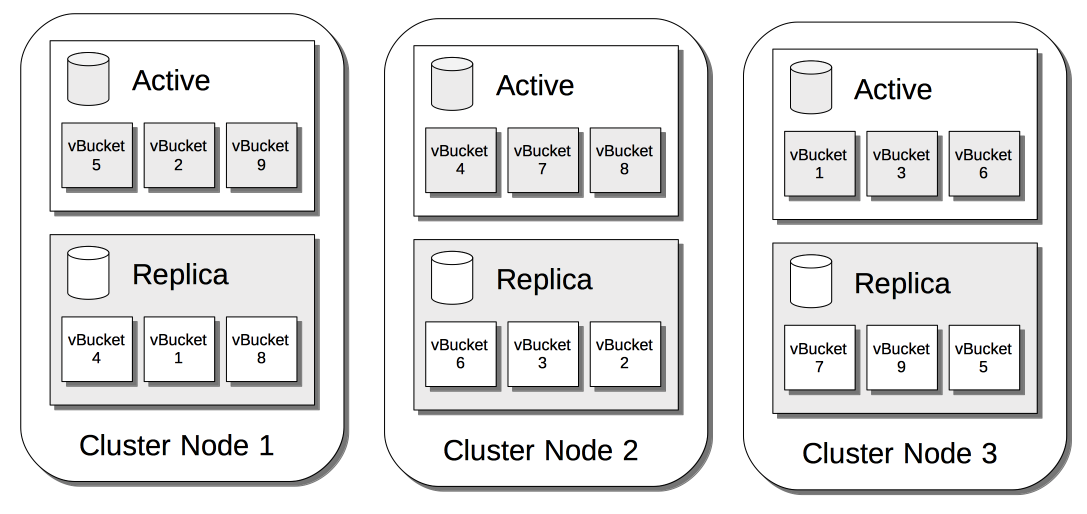 Active
vBucket
5
vBucket
2
vBucket
9
Replica
vBucket
4
vBucket
1
vBucket
8
Cluster Node 1
Active
vBucket
4
vBucket
7
vBucket
8
Replica
vBucket
6
vBucket
3
vBucket
2
Cluster Node 2
Active
vBucket
1
vBucket
3
vBucket
6
Replica
vBucket
7
vBucket
9
vBucket
5
Cluster Node 3